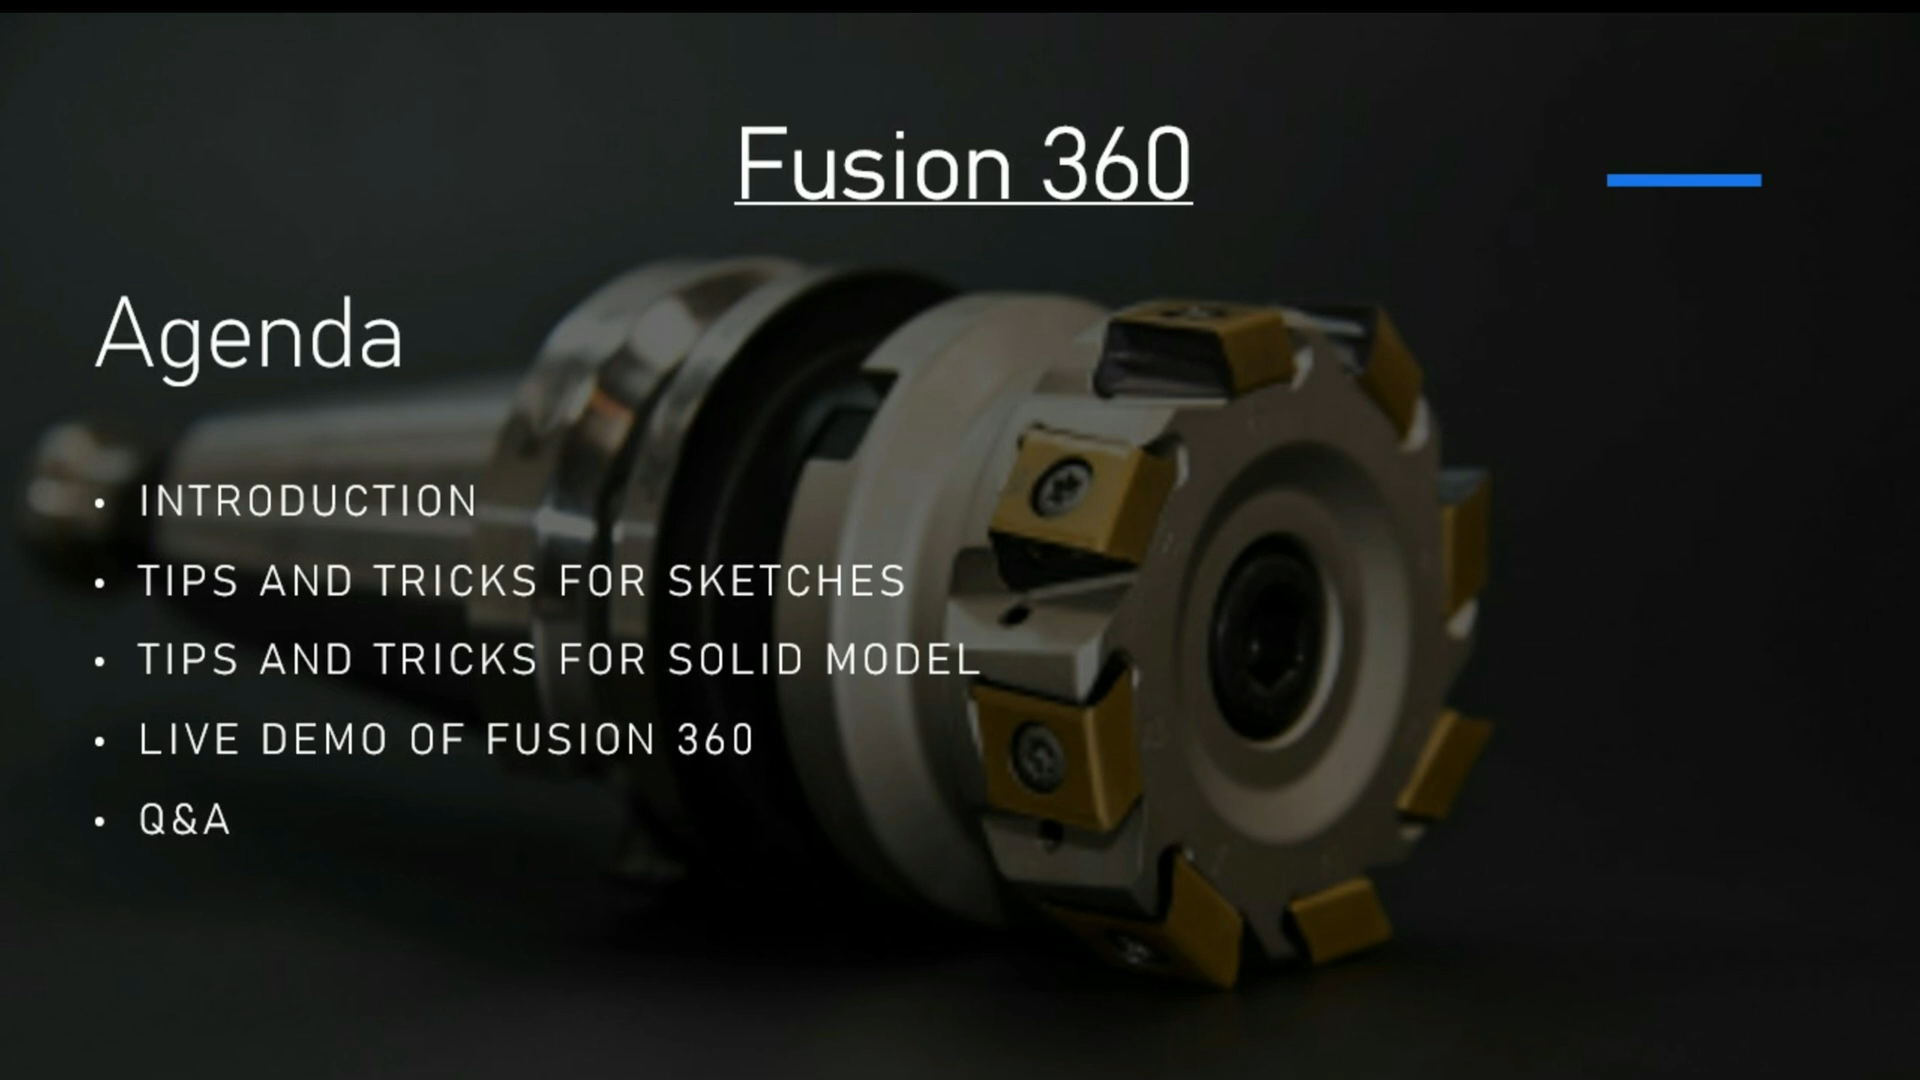 Fusion 360
Agenda
• INTRODUCTION
• TIPS AND TRICKS FOR SKETCHES
• TIPS AND TRICKS FOR SOLID MODEL
• LIVE DEMO OF FUSION 360
• Q&A